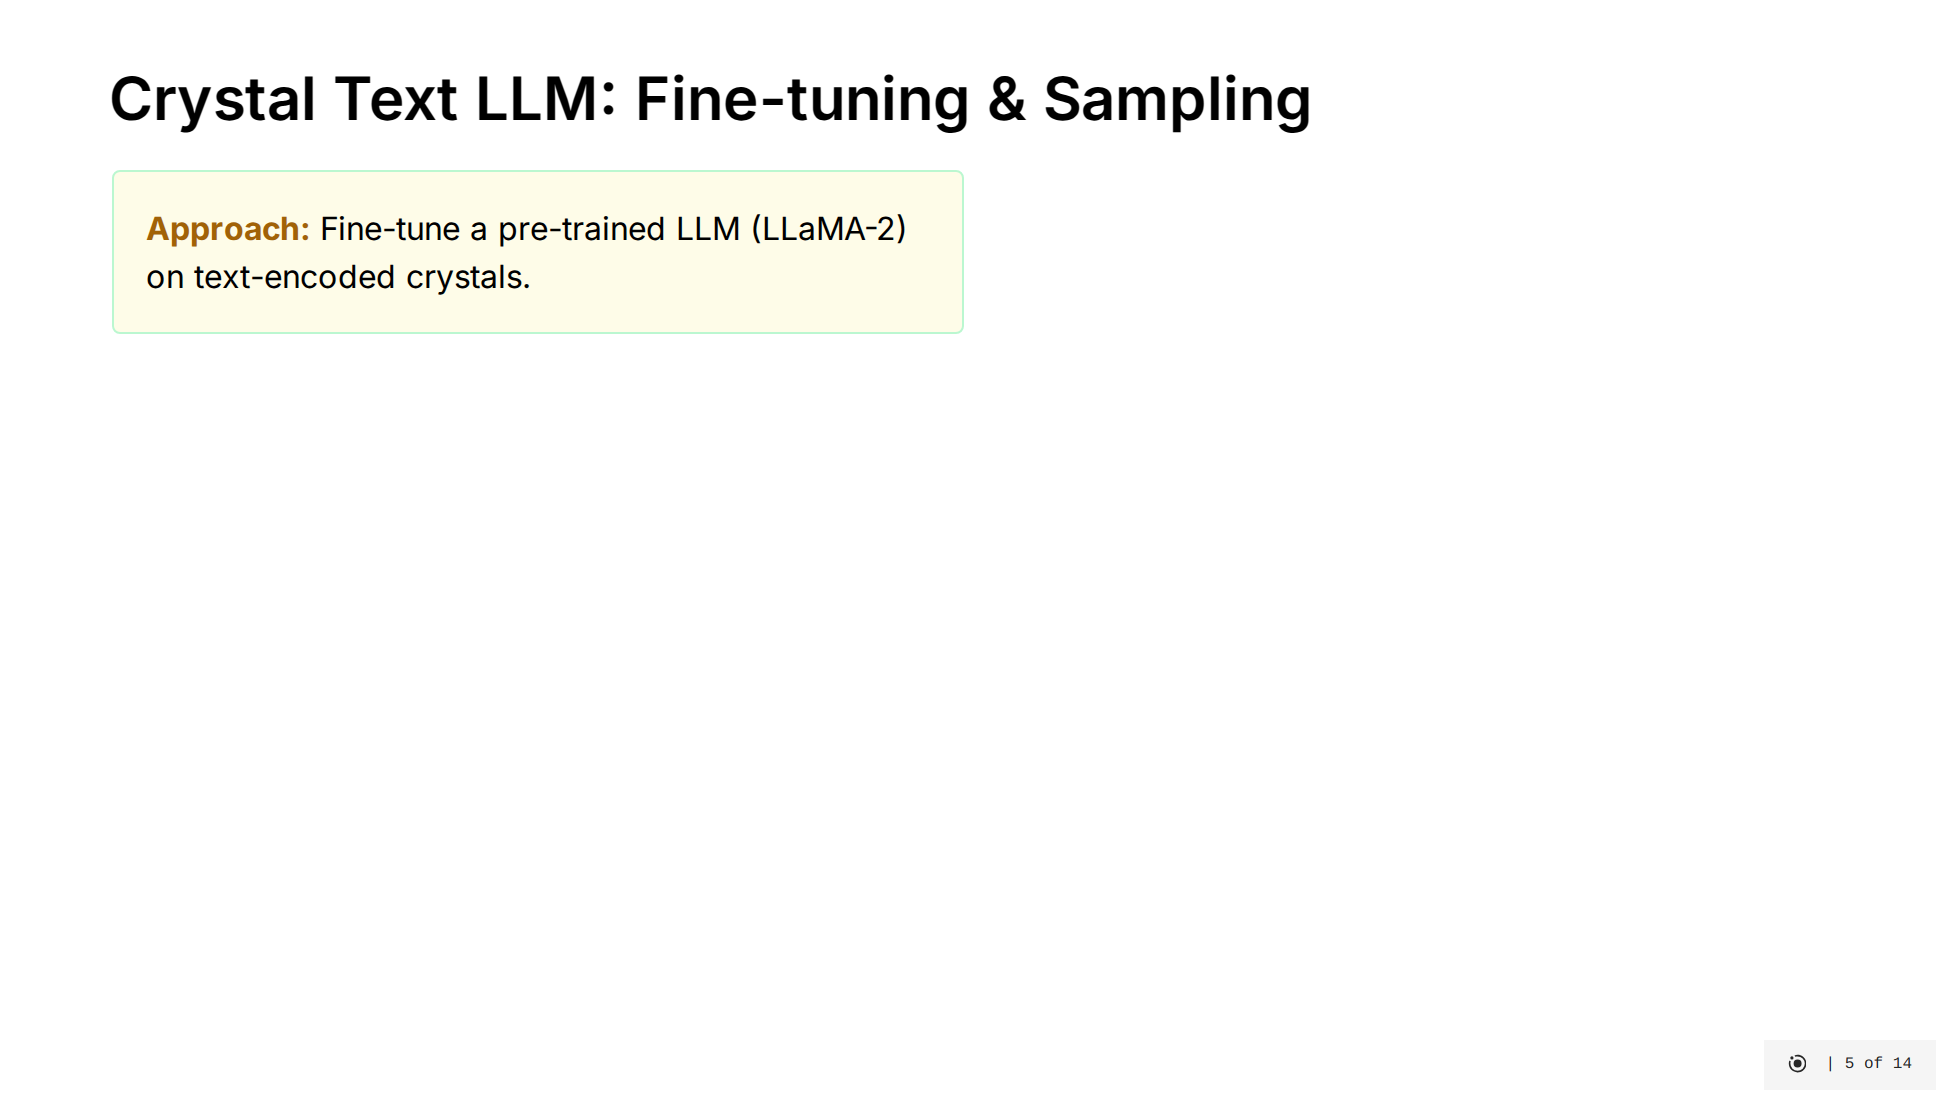 Crystal Text LLM: Fine-tuning & Sampling
Approach: Fine-tune a pre-trained LLM (LLaMA-2)
on text-encoded crystals.
| 5 of 14